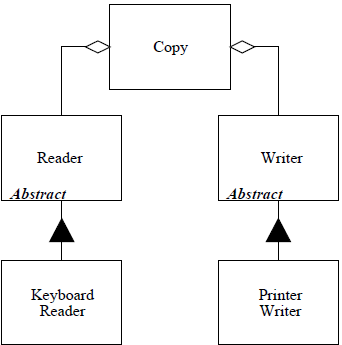 Copy
Reader
Abstract
Writer
Abstract
Keyboard
Reader
Printer
Writer